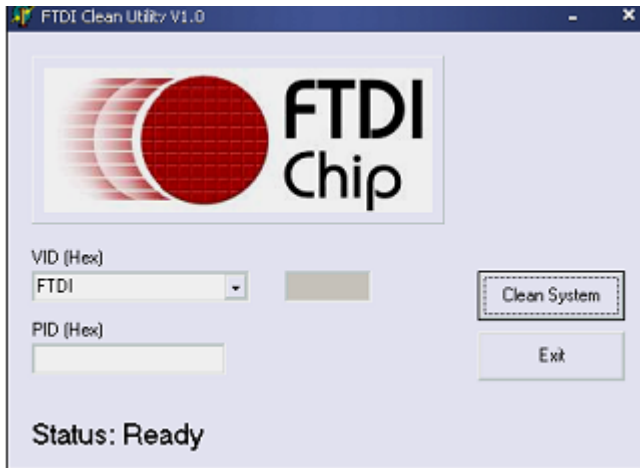 FTDI Clean Utility V1.0
FTDI
Chip
VID (Hex)
FTDI
Clean System
PID (Hex)
Exit
Status: Ready